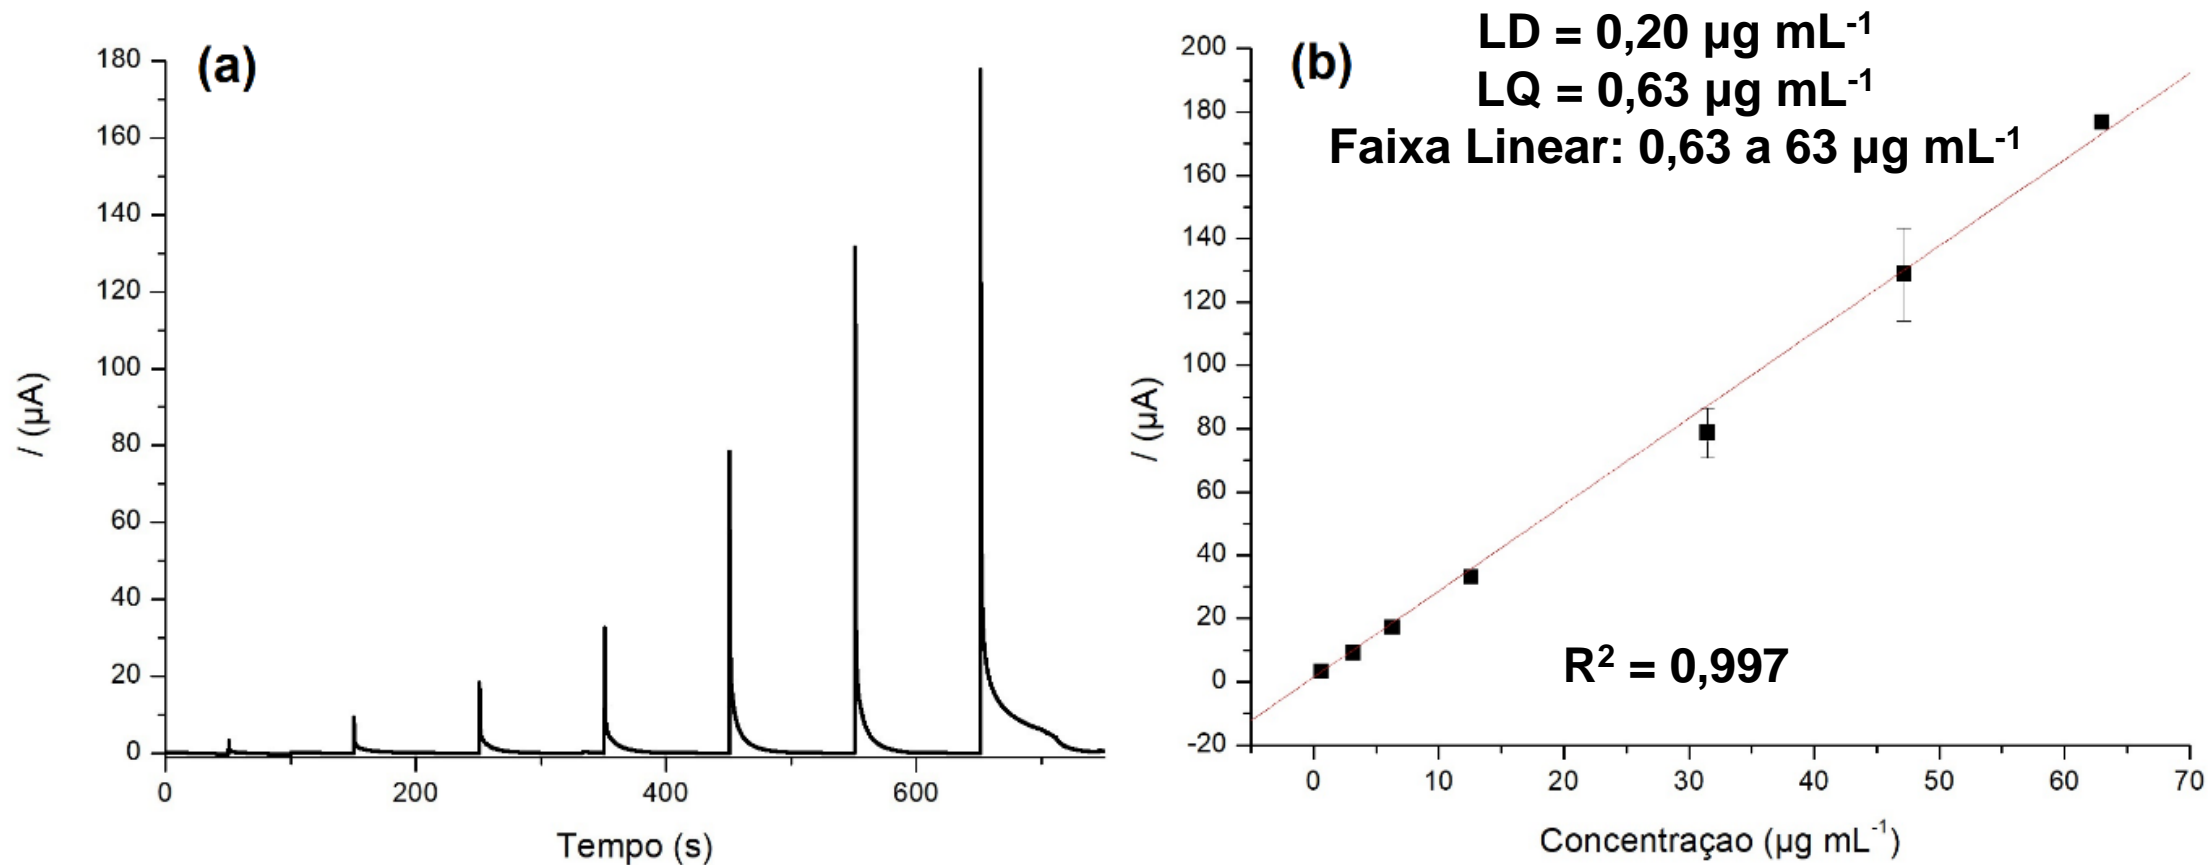 (a)
180
160
140
120
100
80
60
40
20
0
I (µA)
0 200 400 600
Tempo (s)
(b)
LD = 0,20 µg mL⁻¹
LQ = 0,63 µg mL⁻¹
Faixa Linear: 0,63 a 63 µg mL⁻¹
200
180
160
140
120
100
80
60
40
20
0
-20
I (µA)
R² = 0,997
0 10 20 30 40 50 60 70
Concentraçao (µg mL⁻¹)